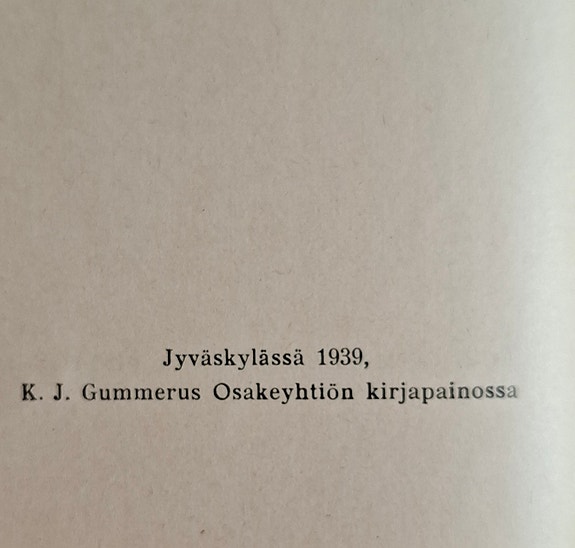 Jyväskylässä 1939,
K. J. Gummerus Osakeyhtiön kirjapainossa